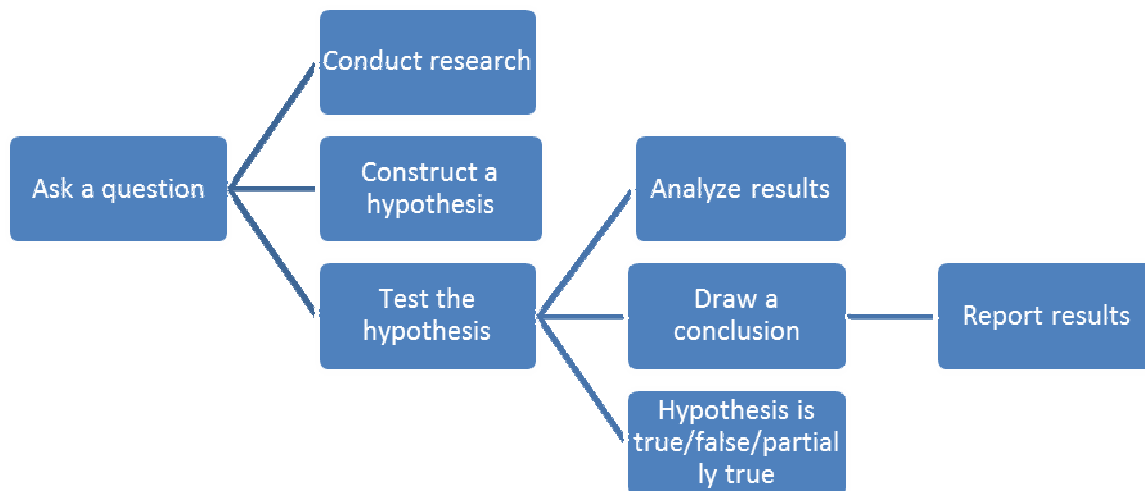 Conduct research
Ask a question
Construct a
hypothesis
Analyze results
Test the
hypothesis
Draw a
conclusion
Report results
Hypothesis is
true/false/partial
ly true